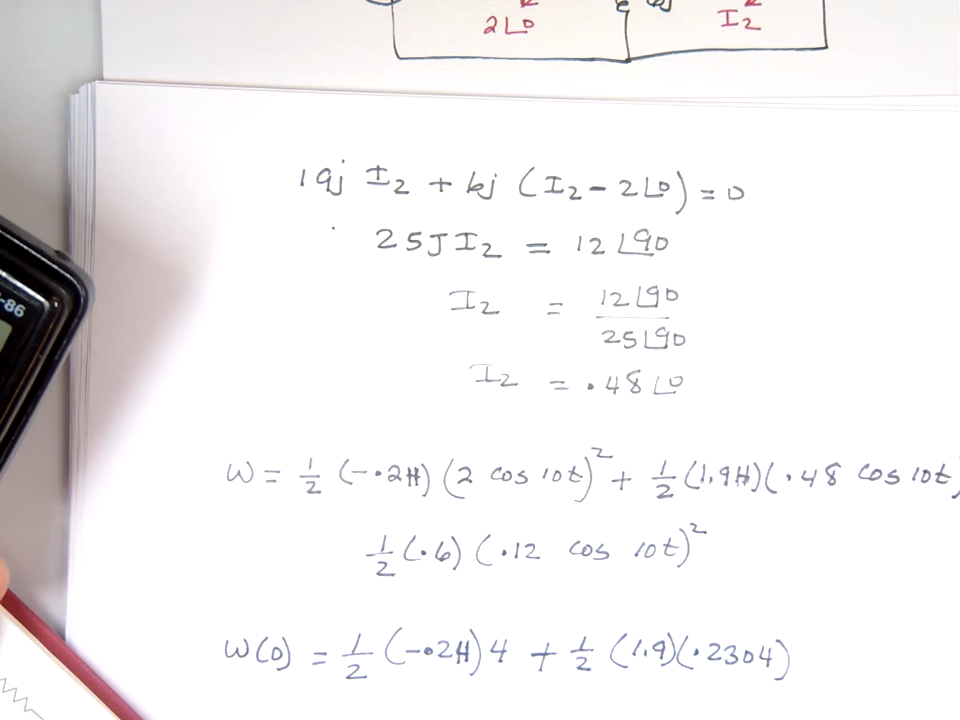 2∠0 I2
-86
19j I2 + 6j (I2 - 2∠0) = 0
25J I2 = 12∠90
I2 = 12∠90 / 25∠90
I2 = .48∠0
W = 1/2 (-.2H) (2 cos 10t)² + 1/2 (1.9H)(.48 cos 10t)
1/2 (.6) (.12 cos 10t)²
W(0) = 1/2 (-.2H) 4 + 1/2 (1.9)(.2304)